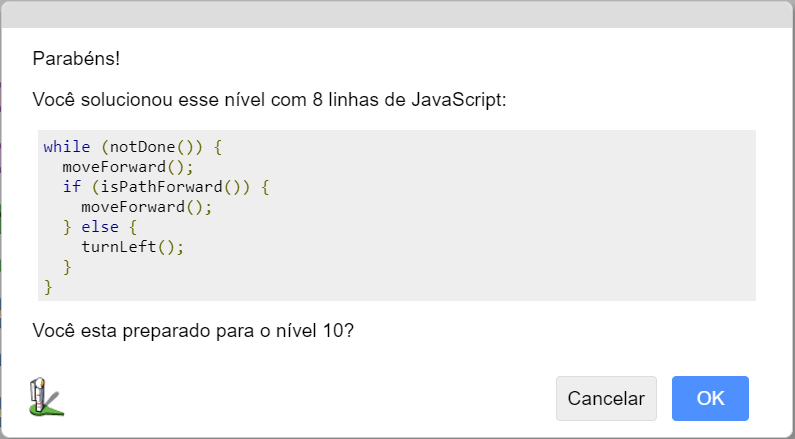 Parabéns!
Você solucionou esse nível com 8 linhas de JavaScript:
while (notDone()) {
  moveForward();
  if (isPathForward()) {
    moveForward();
  } else {
    turnLeft();
  }
}
Você esta preparado para o nível 10?
Cancelar
OK